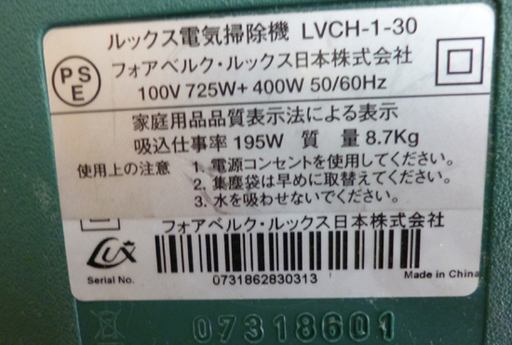 ルックス電気掃除機 LVCH-1-30
PSE
フォアベルク・ルックス日本株式会社
100V 725W+ 400W 50/60Hz
家庭用品品質表示法による表示
吸込仕事率 195W 質 量 8.7Kg
使用上の注意 1. 電源コンセントを使用してください。
2. 集塵袋は早めに取替えてください。
3. 水を吸わせないでください。
フォアベルク・ルックス日本株式会社
LUX
Serial No. 0731862830313 Made in China
07318601